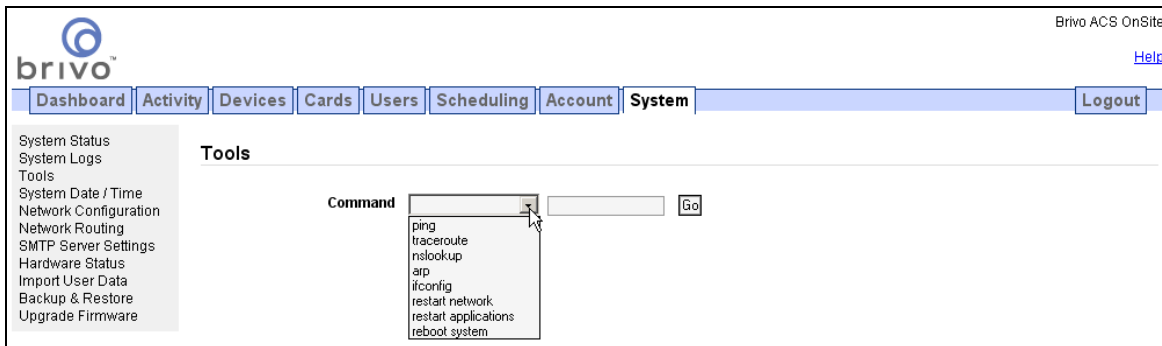 Brivo ACS OnSite
brivo™
Help
Dashboard Activity Devices Cards Users Scheduling Account System Logout
System Status
System Logs
Tools
System Date / Time
Network Configuration
Network Routing
SMTP Server Settings
Hardware Status
Import User Data
Backup & Restore
Upgrade Firmware
Tools
Command Go
ping
traceroute
nslookup
arp
ifconfig
restart network
restart applications
reboot system